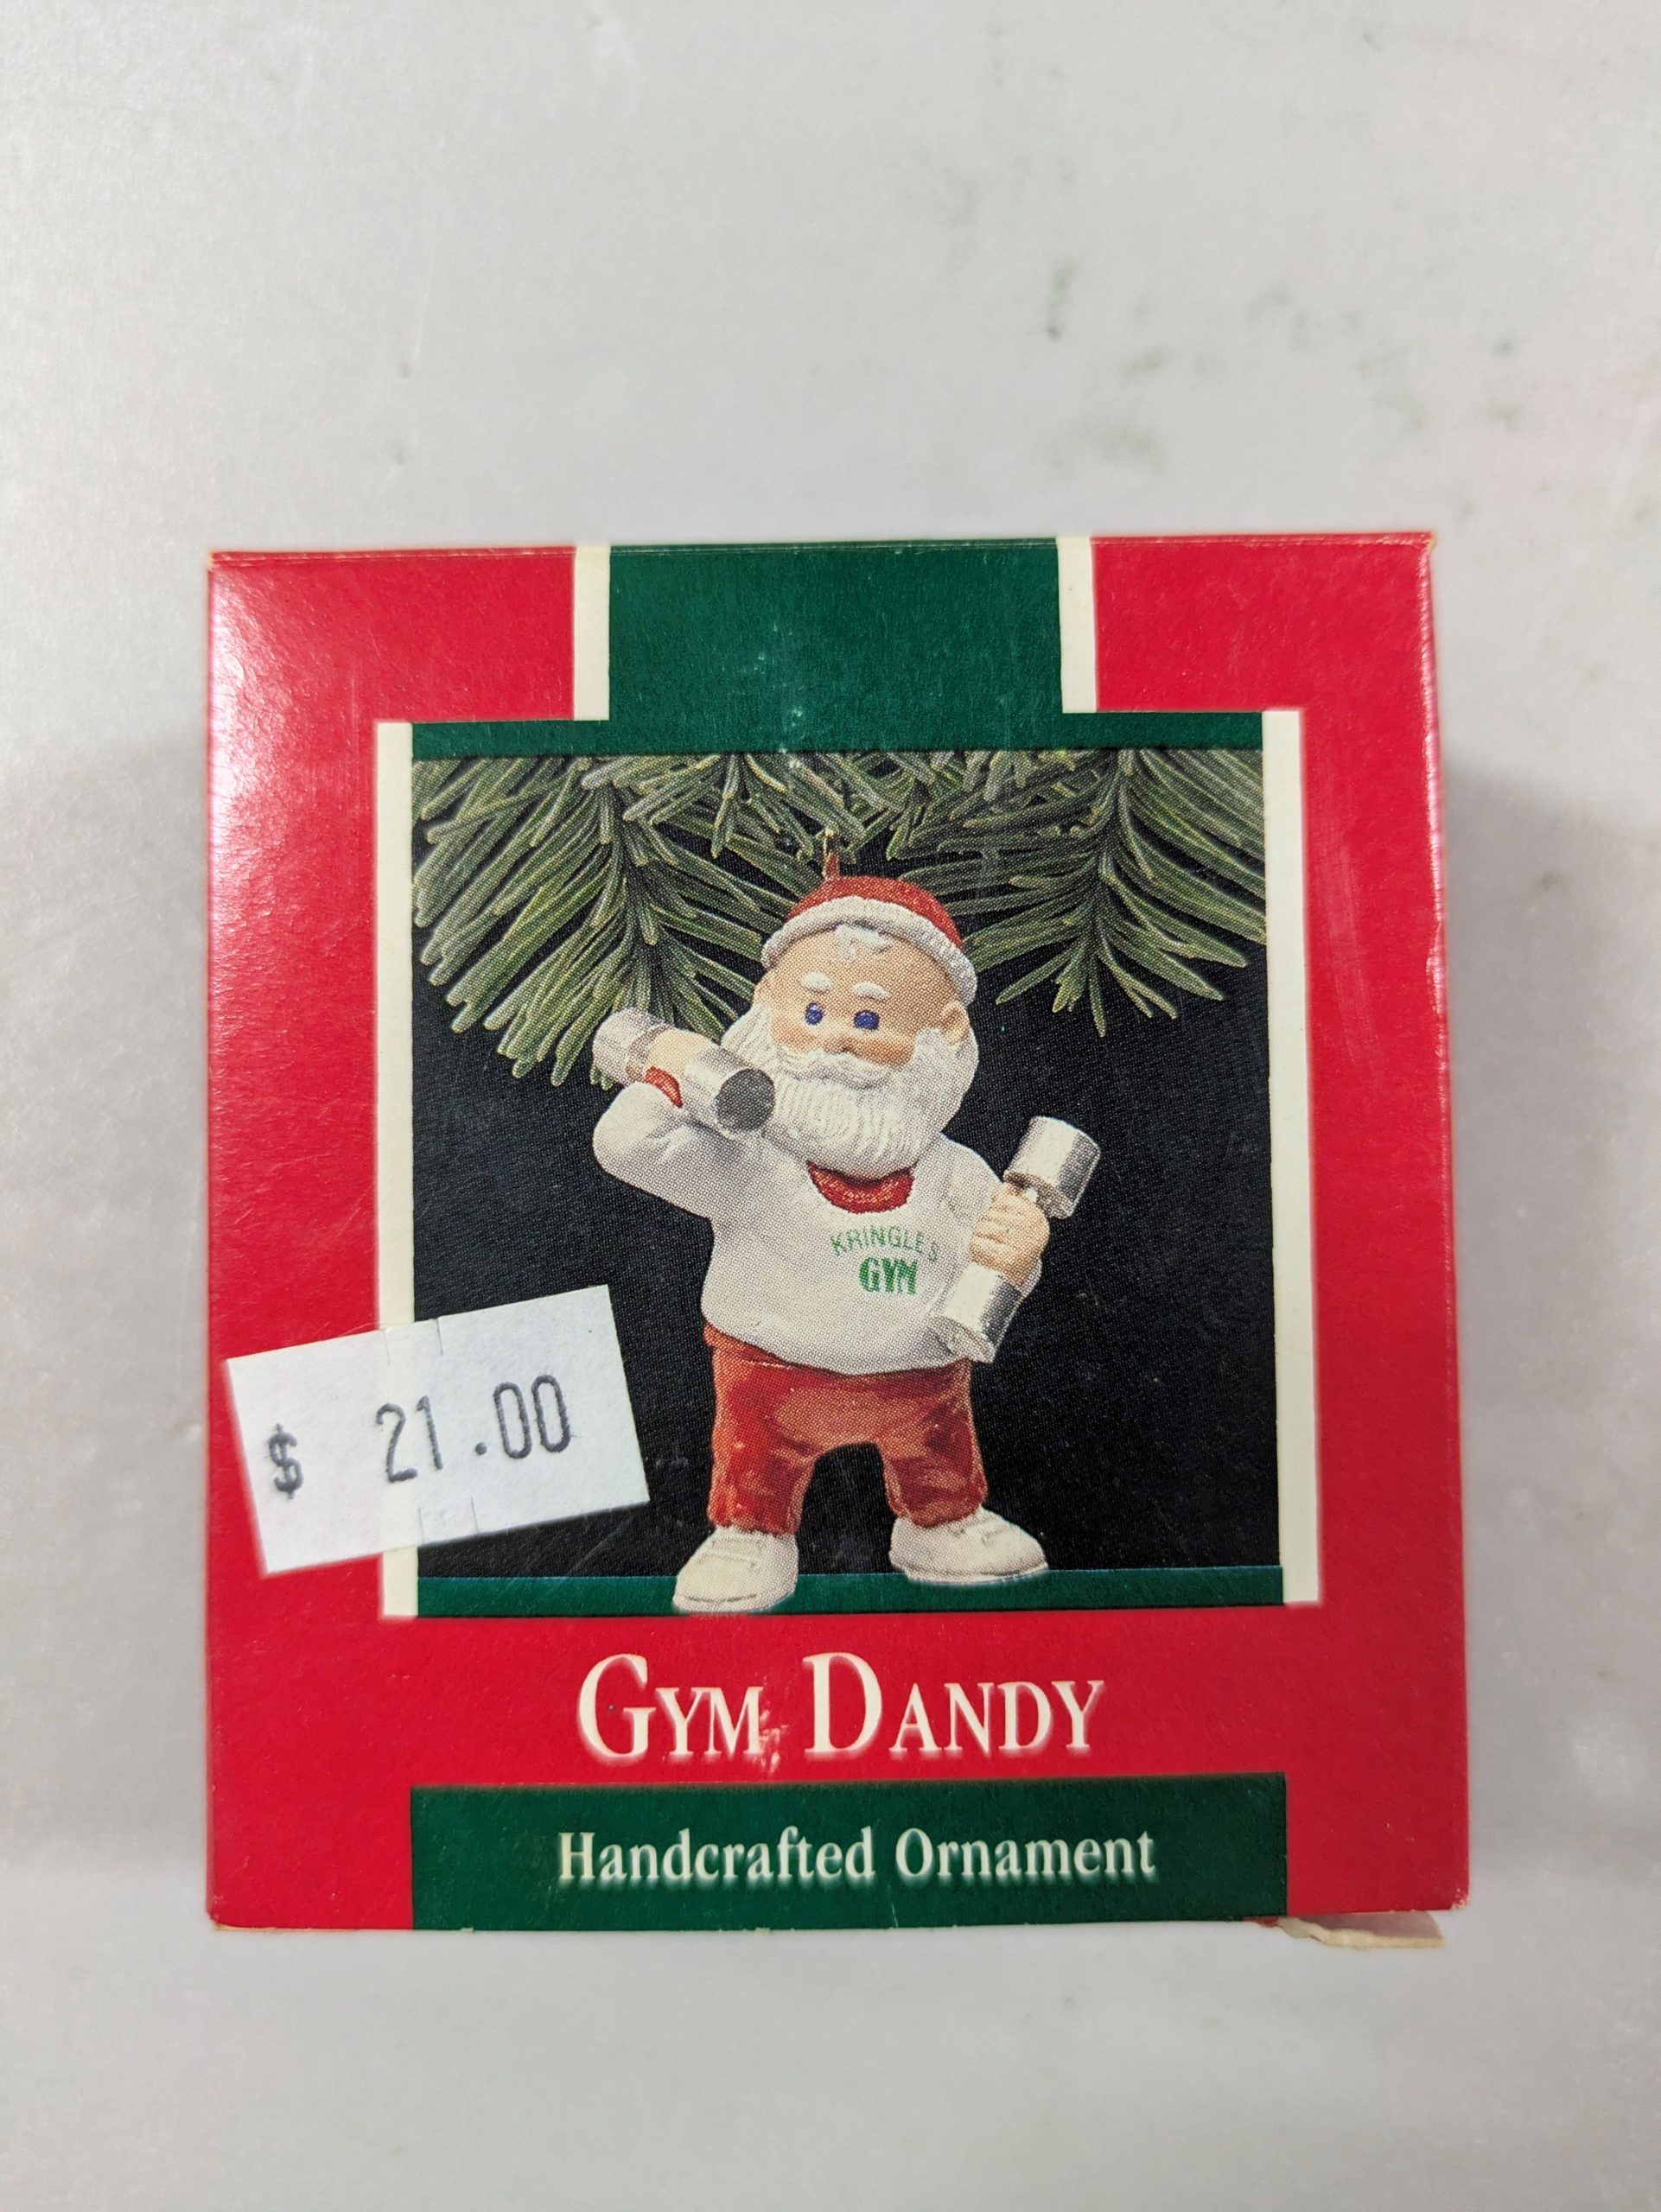 KRINGLE'S
GYM
$ 21.00
GYM DANDY
Handcrafted Ornament